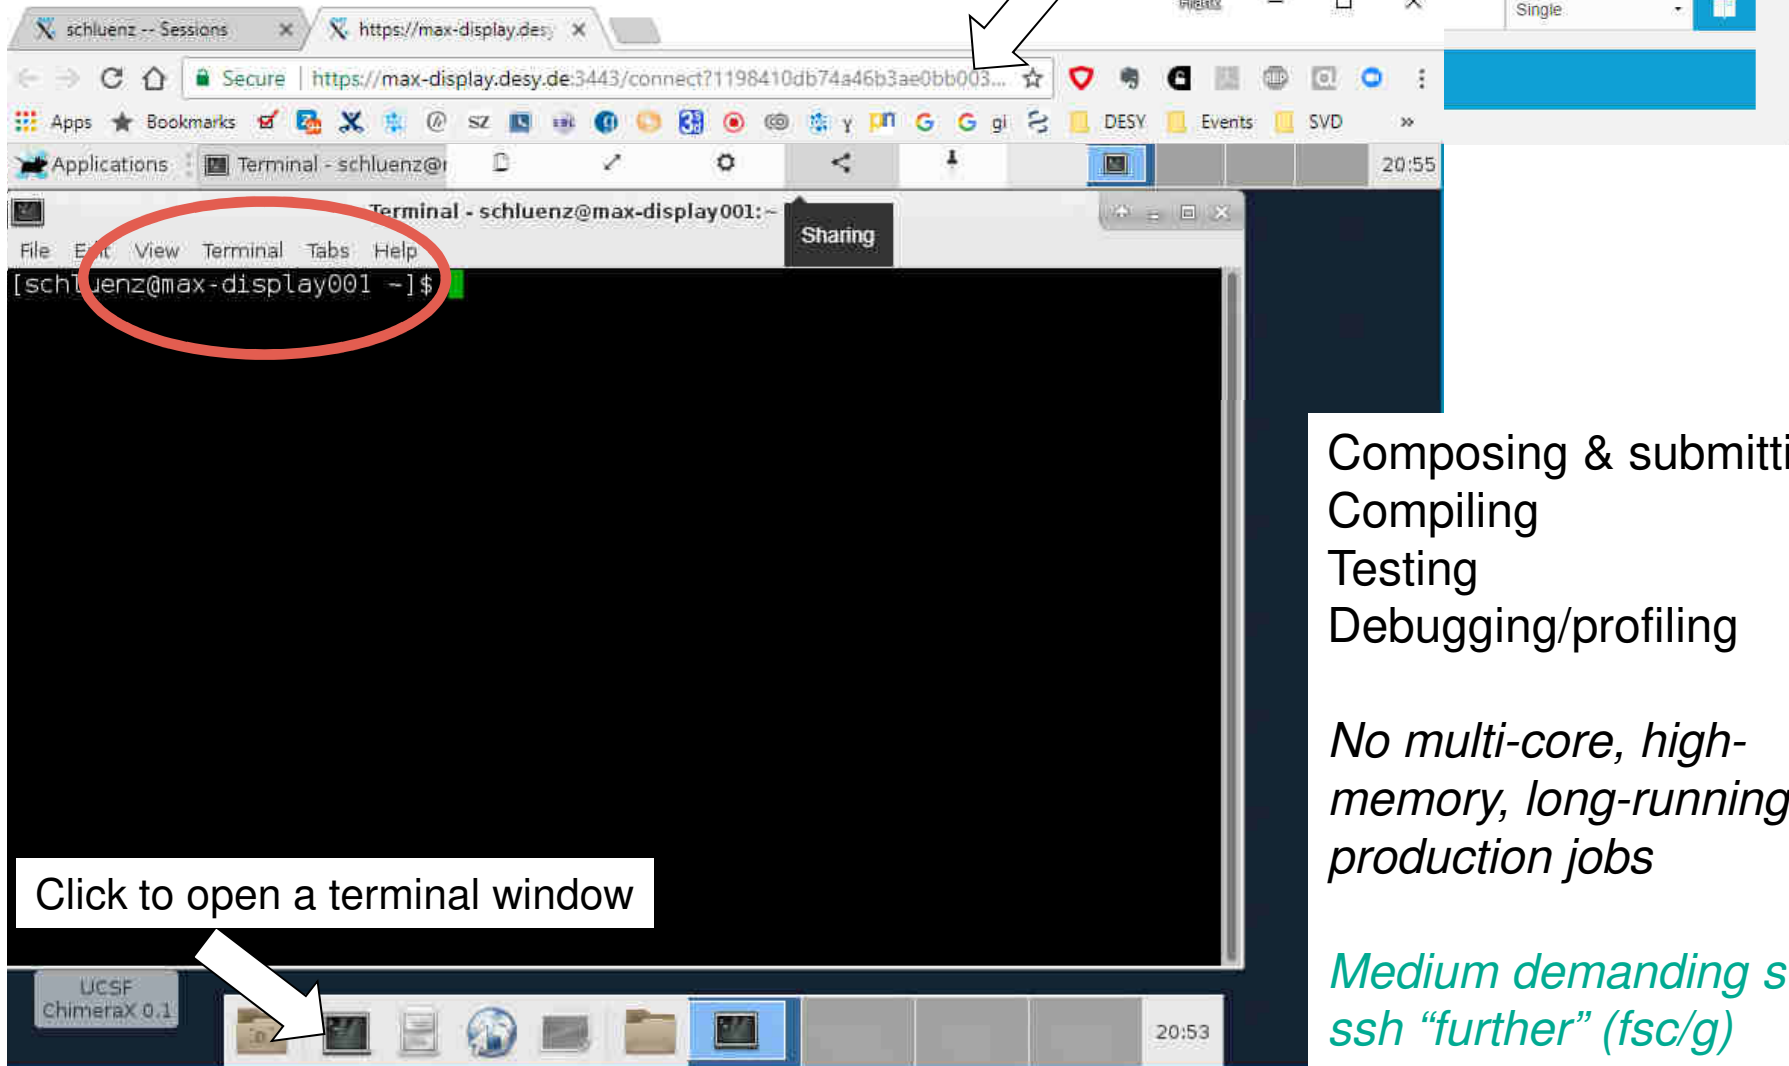 Single
schluenz -- Sessions
https://max-display.desy
Secure | https://max-display.desy.de:3443/connect?1198410db74a46b3ae0bb003...
Apps Bookmarks SZ Y G G gi DESY Events SVD »
Applications Terminal - schluenz@ 20:55
Terminal - schluenz@max-display001:~
Sharing
File Edit View Terminal Tabs Help
[schluenz@max-display001 ~]$
Composing & submitti
Compiling
Testing
Debugging/profiling
No multi-core, high-
memory, long-running
production jobs
Click to open a terminal window
Medium demanding s
ssh “further” (fsc/g)
UCSF
ChimeraX 0.1
20:53